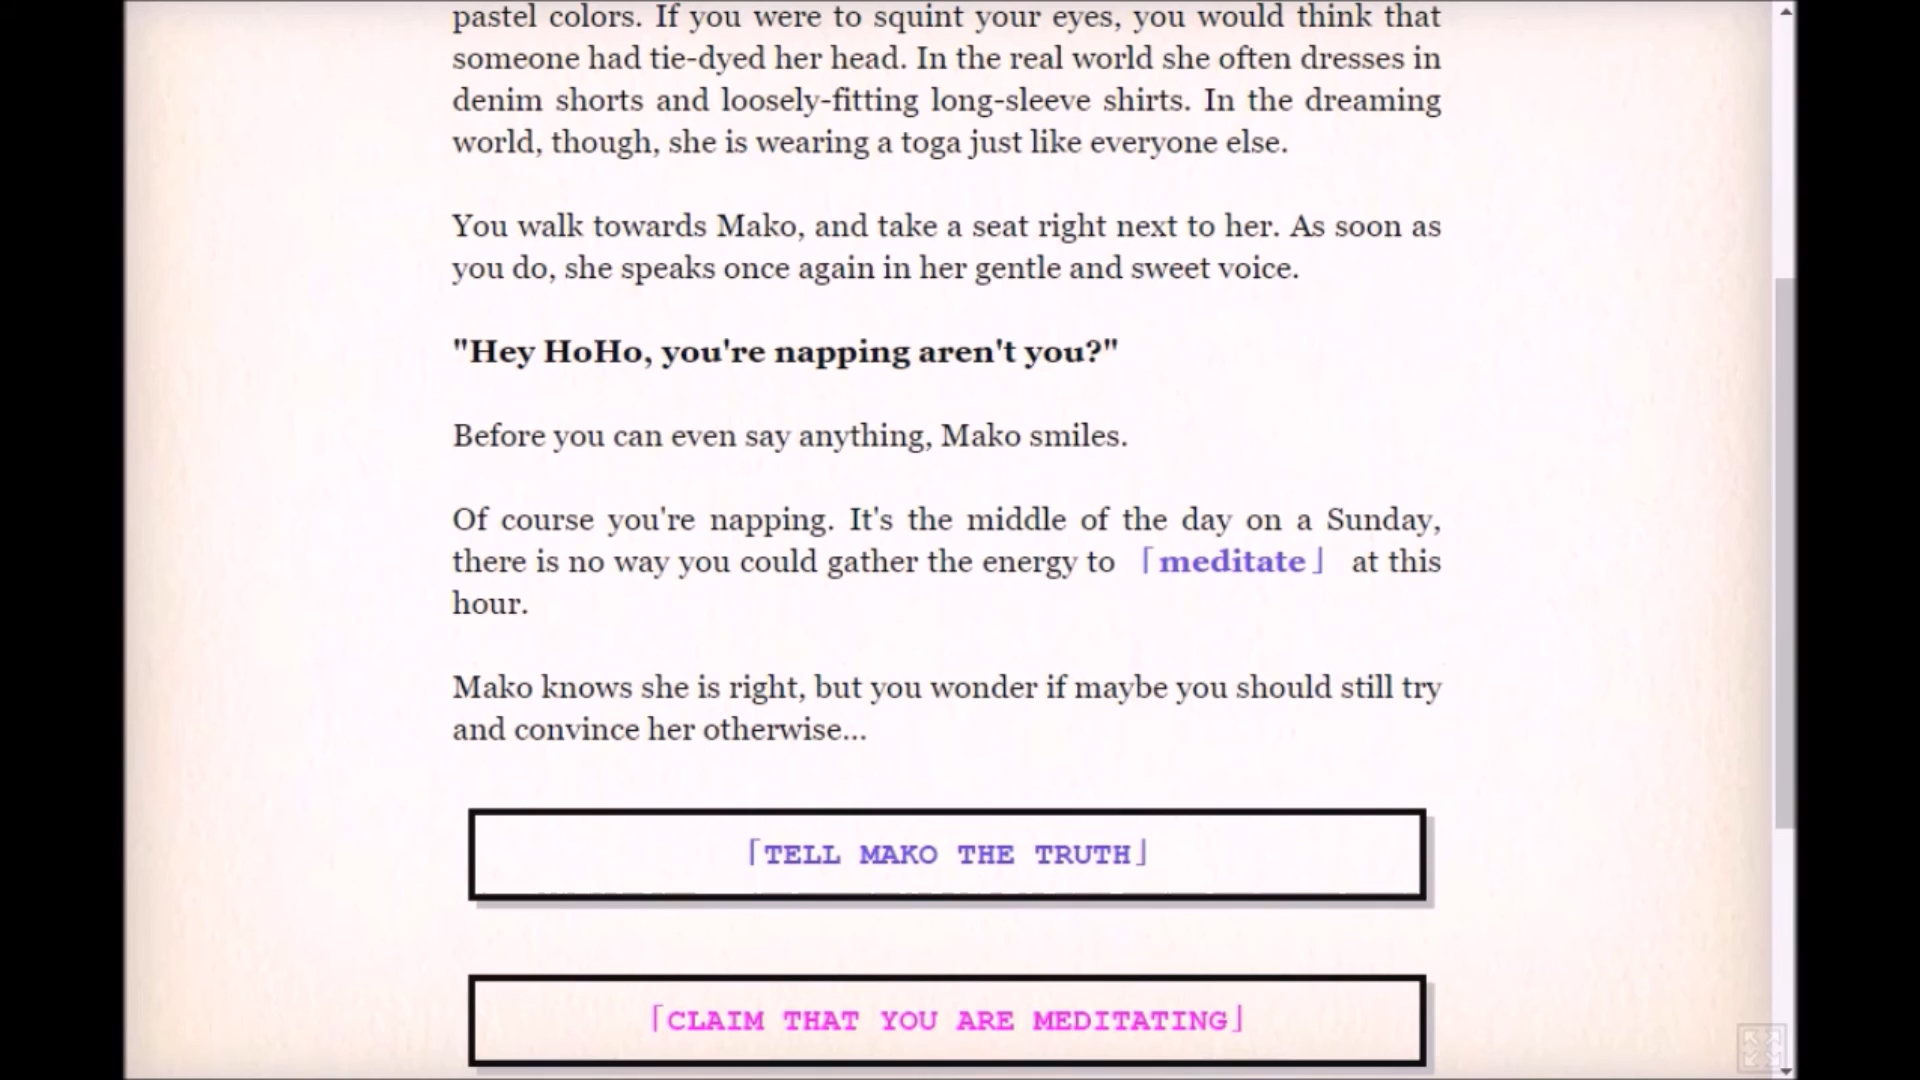 pastel colors. If you were to squint your eyes, you would think that
someone had tie-dyed her head. In the real world she often dresses in
denim shorts and loosely-fitting long-sleeve shirts. In the dreaming
world, though, she is wearing a toga just like everyone else.
You walk towards Mako, and take a seat right next to her. As soon as
you do, she speaks once again in her gentle and sweet voice.
"Hey HoHo, you're napping aren't you?"
Before you can even say anything, Mako smiles.
Of course you're napping. It's the middle of the day on a Sunday,
there is no way you could gather the energy to ｢meditate｣ at this
hour.
Mako knows she is right, but you wonder if maybe you should still try
and convince her otherwise...
｢TELL MAKO THE TRUTH｣
｢CLAIM THAT YOU ARE MEDITATING｣